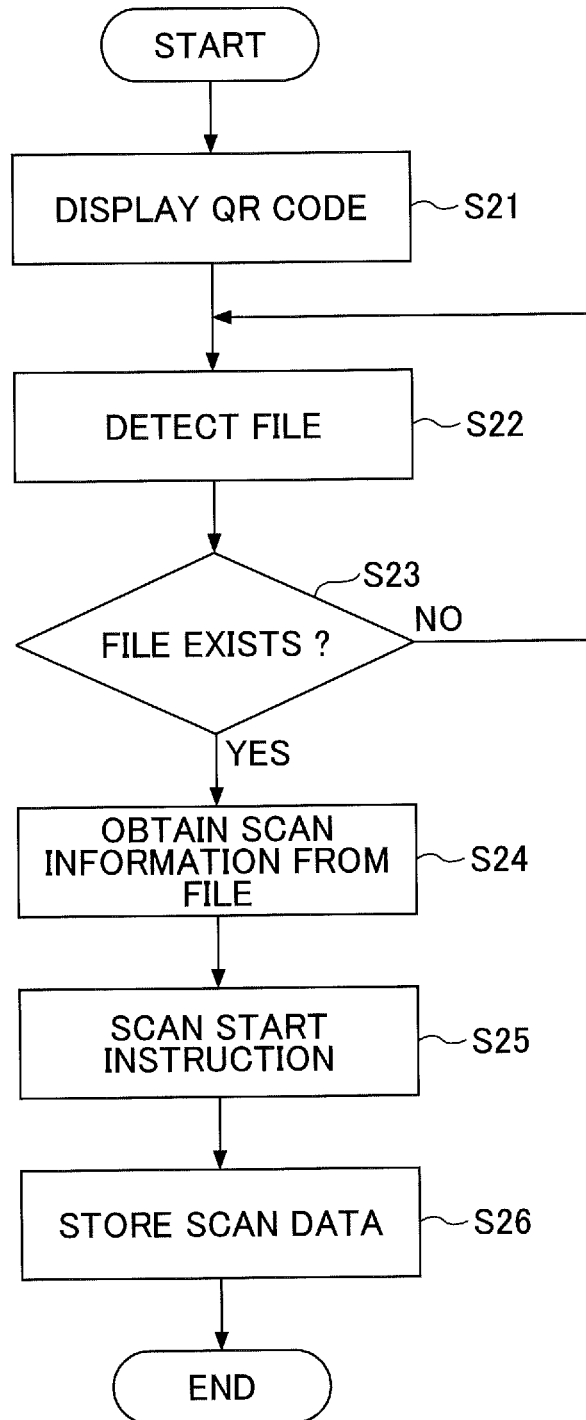 START
DISPLAY QR CODE
S21
DETECT FILE
S22
S23
FILE EXISTS ?
NO
YES
OBTAIN SCAN
INFORMATION FROM
FILE
S24
SCAN START
INSTRUCTION
S25
STORE SCAN DATA
S26
END